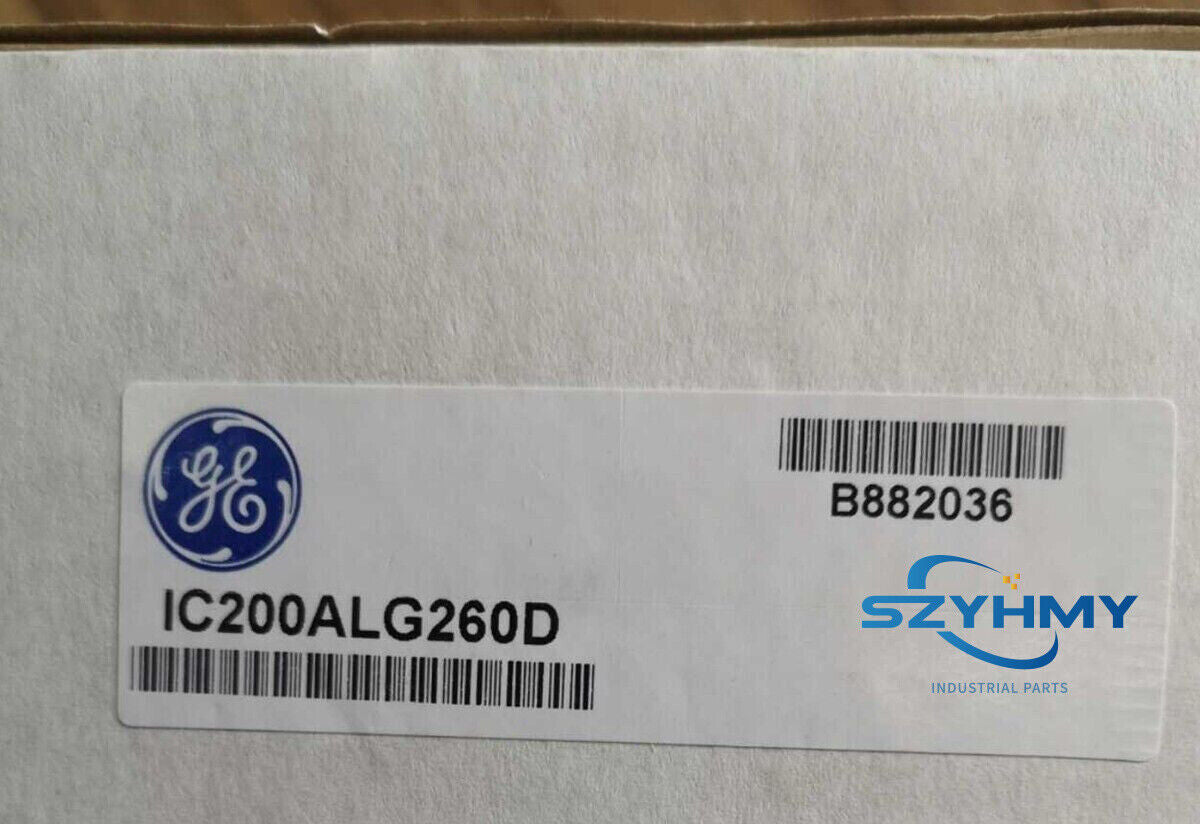 GE
B882036
IC200ALG260D
SZYHMY
INDUSTRIAL PARTS